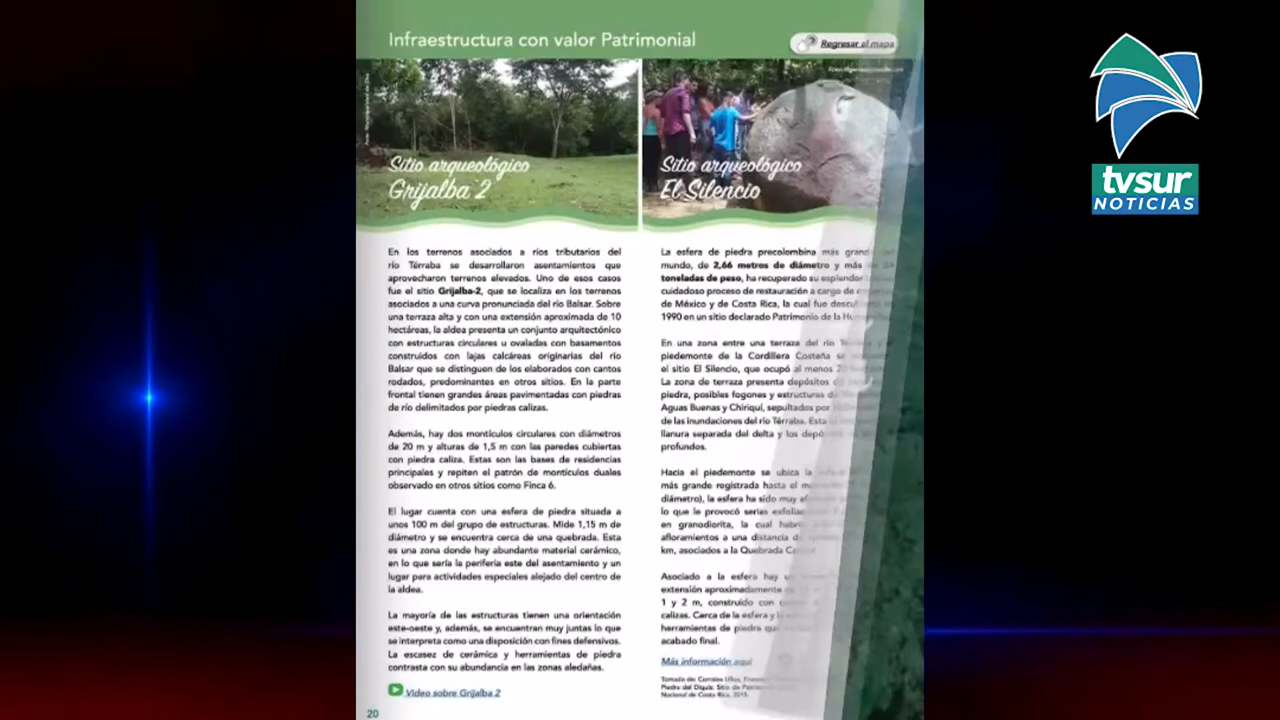 Infraestructura con valor Patrimonial
Regresar al mapa
tvsur
NOTICIAS
Sitio arqueológico
Grijalba 2
Sitio arqueológico
El Silencio
En los terrenos asociados a ríos tributarios del
río Térraba se desarrollaron asentamientos que
aprovecharon terrenos elevados. Uno de esos casos
fue el sitio Grijalba-2, que se localiza en los terrenos
asociados a una curva pronunciada del río Balsar. Sobre
una terraza alta y con una extensión aproximada de 10
hectáreas, la aldea presenta un conjunto arquitectónico
con estructuras circulares u ovaladas con basamentos
construidos con lajas calcáreas originarias del río
Balsar que se distinguen de los elaborados con cantos
rodados, predominantes en otros sitios. En la parte
frontal tienen grandes áreas pavimentadas con piedras
de río delimitados por piedras calizas.
Además, hay dos montículos circulares con diámetros
de 20 m y alturas de 1,5 m con las paredes cubiertas
con piedra caliza. Estas son las bases de residencias
principales y repiten el patrón de montículos duales
observado en otros sitios como Finca 6.
El lugar cuenta con una esfera de piedra situada a
unos 100 m del grupo de estructuras. Mide 1,15 m de
diámetro y se encuentra cerca de una quebrada. Esta
es una zona donde hay abundante material cerámico,
en lo que sería la periferia este del asentamiento y un
lugar para actividades especiales alejado del centro de
la aldea.
La mayoría de las estructuras tienen una orientación
este-oeste y, además, se encuentran muy juntas lo que
se interpreta como una disposición con fines defensivos.
La escasez de cerámica y herramientas de piedra
contrasta con su abundancia en las zonas aledañas.
Video sobre Grijalba 2
20
La esfera de piedra precolombina más
mundo, de 2,66 metros de diámetro y más de
toneladas de peso, ha recuperado su esplendor
cuidadoso proceso de restauración a cargo de
de México y de Costa Rica, la cual fue
1990 en un sitio declarado Patrimonio de la
En una zona entre una terraza del río
piedemonte de la Cordillera Costeña se
el sitio El Silencio, que ocupó al menos
La zona de terraza presenta depósitos
piedra, posibles fogones y estructuras
Aguas Buenas y Chiriquí, sepultados por
de las inundaciones del río Térraba. Esta
llanura separada del delta y los
profundos.
Hacia el piedemonte se ubica la
más grande registrada hasta el
diámetro), la esfera ha sido muy
lo que le provocó serias
en granodiorita, la cual
afloramientos a una distancia
km, asociados a la Quebrada
Asociado a la esfera hay
extensión aproximadamente
1 y 2 m, construido con
calizas. Cerca de la esfera y
herramientas de piedra que
acabado final.
Más información aquí
Piedra del Diquís: Sitio de
Nacional de Costa Rica, 2015.